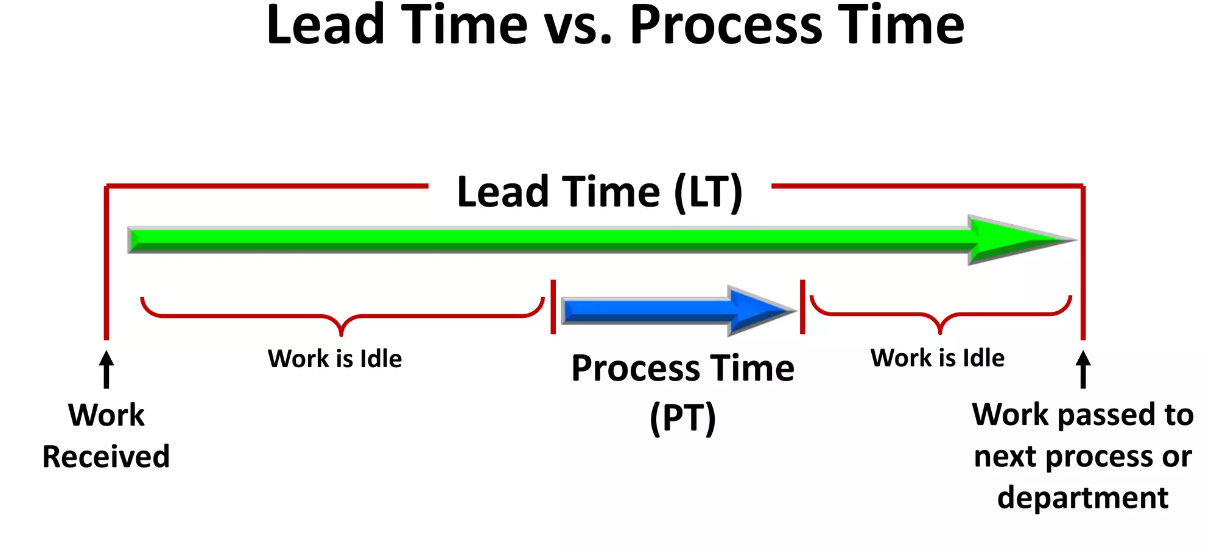 Lead Time vs. Process Time
Lead Time (LT)
Work is Idle
Process Time
(PT)
Work is Idle
Work
Received
Work passed to
next process or
department